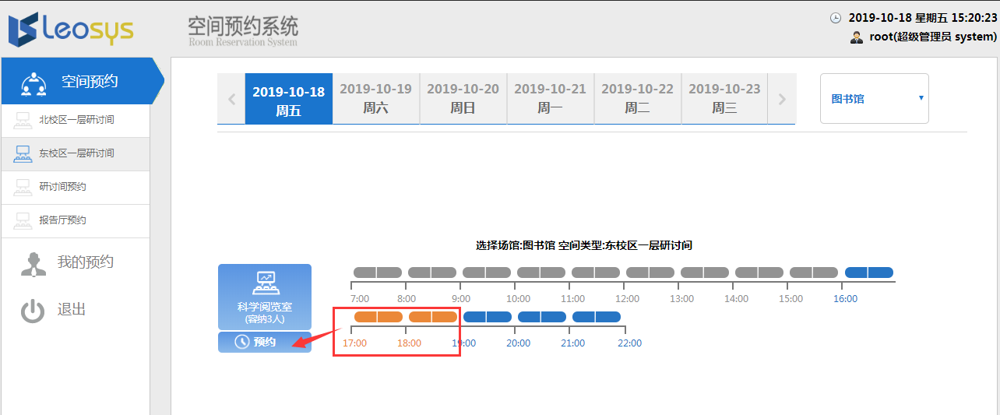 Leosys
空间预约系统
Room Reservation System
2019-10-18 星期五 15:20:23
root(超级管理员 system)
空间预约
北校区一层研讨间
东校区一层研讨间
研讨间预约
报告厅预约
我的预约
退出
2019-10-18
周五
2019-10-19
周六
2019-10-20
周日
2019-10-21
周一
2019-10-22
周二
2019-10-23
周三
图书馆
选择场馆:图书馆 空间类型:东校区一层研讨间
科学阅览室
(容纳3人)
预约
7:00 8:00 9:00 10:00 11:00 12:00 13:00 14:00 15:00 16:00
17:00 18:00 19:00 20:00 21:00 22:00